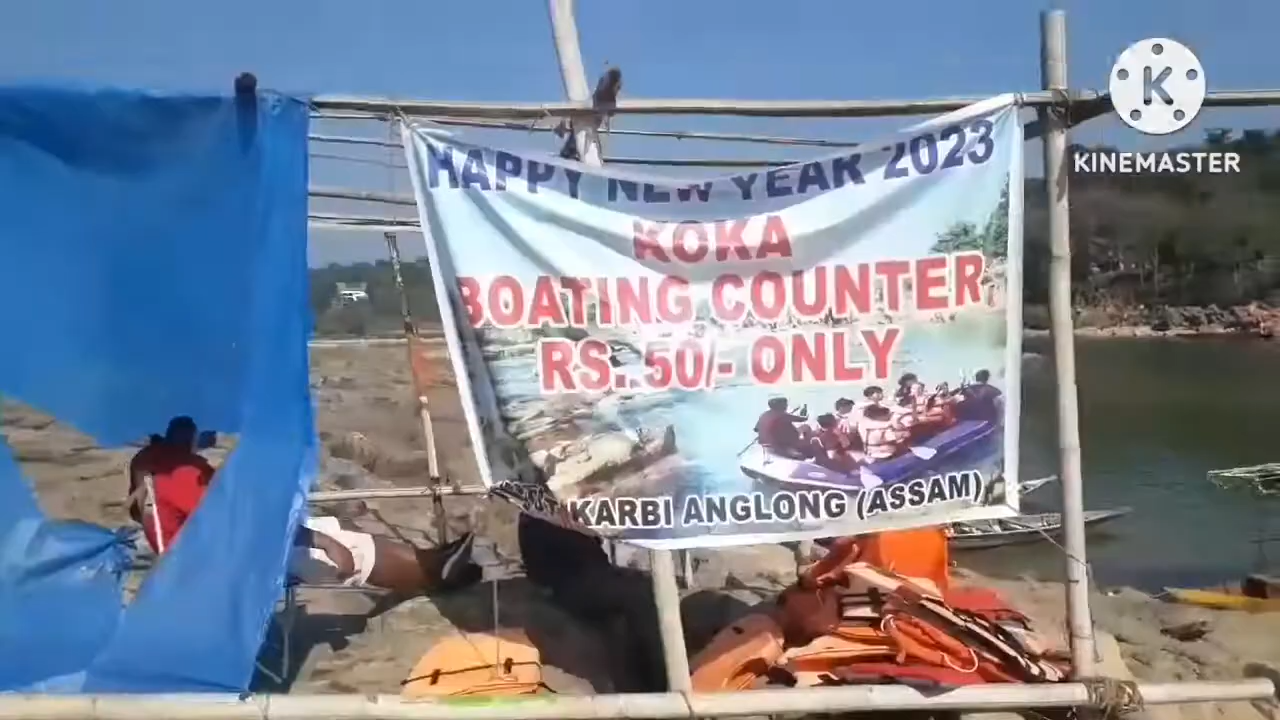 HAPPY NEW YEAR 2023
KOKA
BOATING COUNTER
RS..50/- ONLY
KARBI ANGLONG (ASSAM)
K
KINEMASTER